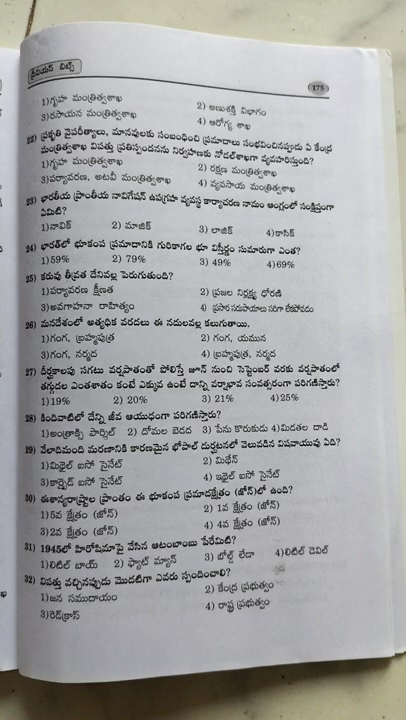 ప్రీవియస్ బిట్స్
175
1)గృహ మంత్రిత్వశాఖ 2) అణుశక్తి విభాగం
3)రసాయన మంత్రిత్వశాఖ 4) ఆరోగ్య శాఖ
22) ప్రకృతి వైపరీత్యాలు, మానవులకు సంబంధించి ప్రమాదాలు సంభవించినప్పుడు ఏ కేంద్ర
మంత్రిత్వశాఖ విపత్తు ప్రతిస్పందనను నిర్వహణకు నోడల్‌శాఖగా వ్యవహరిస్తుంది?
1)గృహ మంత్రిత్వశాఖ 2) రక్షణ మంత్రిత్వశాఖ
3)పర్యావరణ, అటవీ మంత్రిత్వశాఖ 4) వ్యవసాయ మంత్రిత్వశాఖ
23) భారతీయ ప్రాంతీయ నావిగేషన్ ఉపగ్రహ వ్యవస్థ కార్యాచరణ నామం ఆంగ్లంలో సంక్షిప్తంగా
ఏమిటి?
1)నావిక్ 2) మాజిక్ 3) లాజిక్ 4)కాసిక్
24) భారత్‌లో భూకంప ప్రమాదానికి గురికాగల భూ విస్తీర్ణం సుమారుగా ఎంత?
1)59% 2) 79% 3) 49% 4)69%
25) కరువు తీవ్రత దేనివల్ల పెరుగుతుంది?
1)పర్యావరణ క్షీణత 2) ప్రజల నిర్లక్ష్య ధోరణి
3)అవగాహనా రాహిత్యం 4) ప్రసార సదుపాయాలు సరిగా లేకపోవడం
26) మనదేశంలో అత్యధిక వరదలు ఈ నదులవల్ల కలుగుతాయి.
1)గంగ, బ్రహ్మపుత్ర 2) గంగ, యమున
3)గంగ, నర్మద 4) బ్రహ్మపుత్ర, నర్మద
27) దీర్ఘకాలపు సగటు వర్షపాతంతో పోలిస్తే జూన్ నుంచి సెప్టెంబర్ వరకు వర్షపాతంలో
తగ్గుదల ఎంతశాతం కంటే ఎక్కువ ఉంటే దాన్ని వర్షాభావ సంవత్సరంగా పరిగణిస్తారు?
1)19% 2) 20% 3) 21% 4)25%
28) కిందివాటిలో దేన్ని జీవ ఆయుధంగా పరిగణిస్తారు?
1)అంత్రాక్స్ పార్సిల్ 2) దోమల బెడద 3) పేను కొరుకుడు 4)మిడతల దాడి
29) వేలాదిమంది మరణానికి కారణమైన భోపాల్ దుర్ఘటనలో వెలువడిన విషవాయువు ఏది?
1)మిథైల్ ఐసో సైనేట్ 2) మిథేన్
3)కార్బైడ్ ఐసో సైనేట్ 4) ఇథైల్ ఐసో సైనేట్
30) ఈశాన్యరాష్ట్రాల ప్రాంతం ఈ భూకంప ప్రమాదక్షేత్రం (జోన్)లో ఉంది?
1)5వ క్షేత్రం (జోన్) 2) 1వ క్షేత్రం (జోన్)
3)2వ క్షేత్రం (జోన్) 4) 4వ క్షేత్రం (జోన్)
31) 1945లో హిరోషిమాపై వేసిన ఆటంబాంబు పేరేమిటి?
1)లిటిల్ బాయ్ 2) ఫ్యాట్ మ్యాన్ 3) బోల్డ్ లేడా 4)లిటిల్ డెవిల్
32) విపత్తు వచ్చినప్పుడు మొదటిగా ఎవరు స్పందించాలి?
1)జన సముదాయం 2) కేంద్ర ప్రభుత్వం
3)రెడ్‌క్రాస్ 4) రాష్ట్ర ప్రభుత్వం